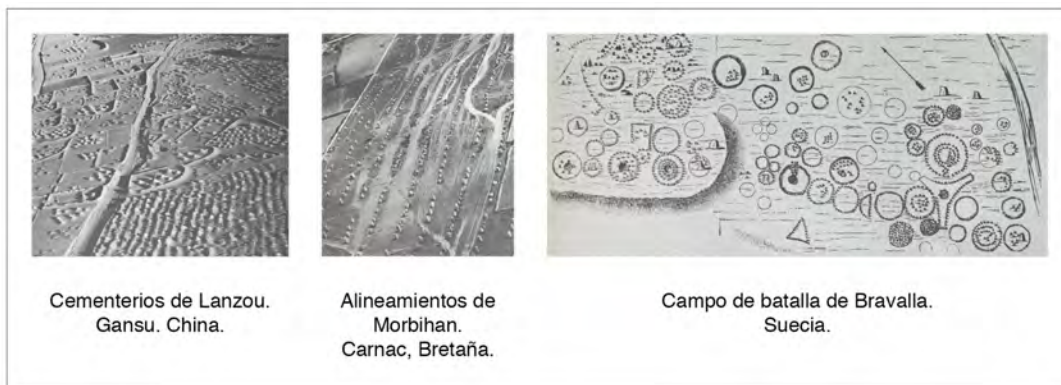 Cementerios de Lanzou.
Gansu. China.
Alineamientos de
Morbihan.
Carnac, Bretaña.
Campo de batalla de Bravalla.
Suecia.